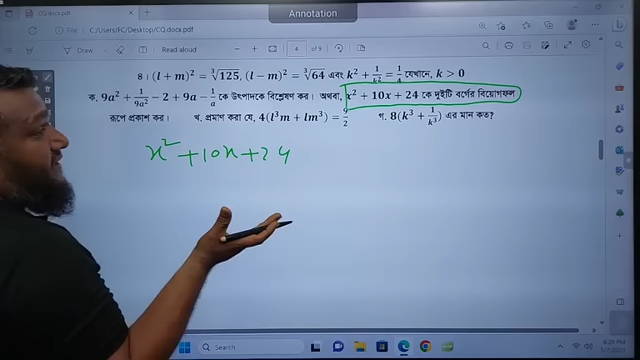 Annotation
CQ.docx.pdf
File | C:/Users/FC/Desktop/CQ.docx.pdf
Draw
Read aloud
4 of 9
৪। (l + m)² = ∛125, (l − m)² = ∛64 এবং k² + 1/k² = 1/4 যেখানে, k > 0
ক. 9a² + 1/9a² − 2 + 9a − 1/a কে উৎপাদকে বিশ্লেষণ কর। অথবা, x² + 10x + 24 কে দুইটি বর্গের বিয়োগফল
রূপে প্রকাশ কর। খ. প্রমাণ করা যে, 4(l³m + lm³) = 9/2 গ. 8(k³ + 1/k³) এর মান কত?
x² + 10x + 24
Search